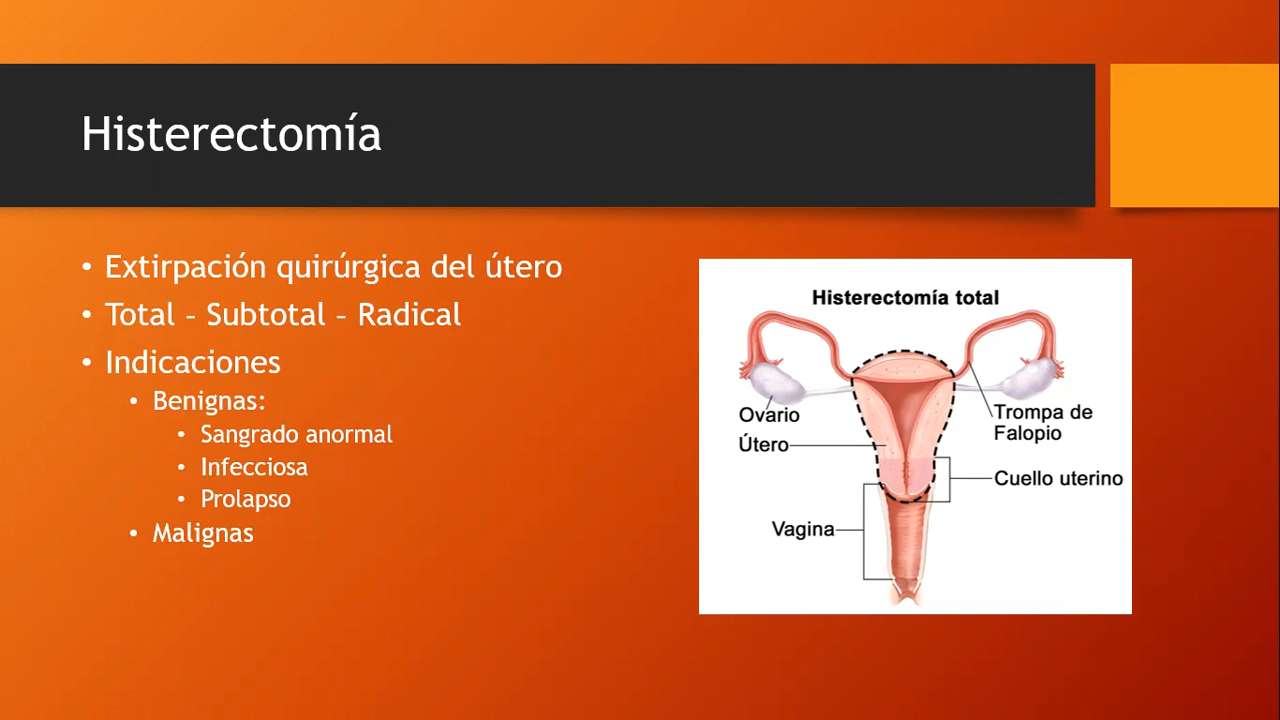 Histerectomía
• Extirpación quirúrgica del útero
• Total – Subtotal – Radical
• Indicaciones
• Benignas:
• Sangrado anormal
• Infecciosa
• Prolapso
• Malignas
Histerectomía total
Ovario
Útero
Trompa de
Falopio
Cuello uterino
Vagina